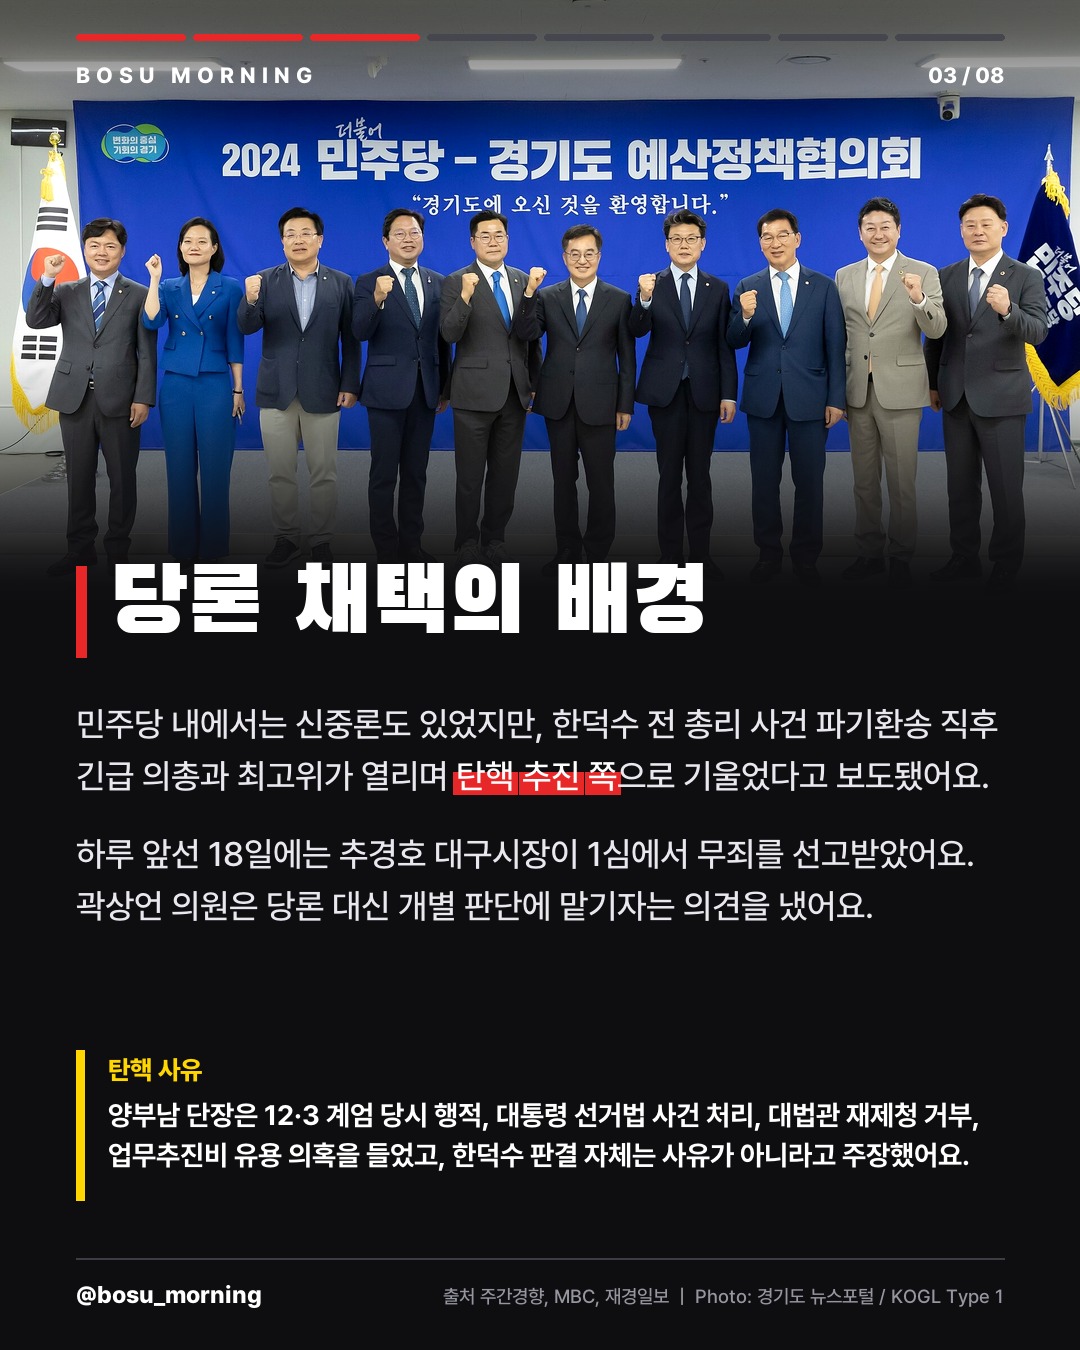 BOSU MORNING
03 / 08
변화의 중심
기회의 경기
더불어
2024 민주당 – 경기도 예산정책협의회
“경기도에 오신 것을 환영합니다.”
더불어
민주당
당론 채택의 배경
민주당 내에서는 신중론도 있었지만, 한덕수 전 총리 사건 파기환송 직후
긴급 의총과 최고위가 열리며 탄핵 추진 쪽으로 기울었다고 보도됐어요.
하루 앞선 18일에는 추경호 대구시장이 1심에서 무죄를 선고받았어요.
곽상언 의원은 당론 대신 개별 판단에 맡기자는 의견을 냈어요.
탄핵 사유
양부남 단장은 12·3 계엄 당시 행적, 대통령 선거법 사건 처리, 대법관 재제청 거부,
업무추진비 유용 의혹을 들었고, 한덕수 판결 자체는 사유가 아니라고 주장했어요.
@bosu_morning
출처 주간경향, MBC, 재경일보 | Photo: 경기도 뉴스포털 / KOGL Type 1